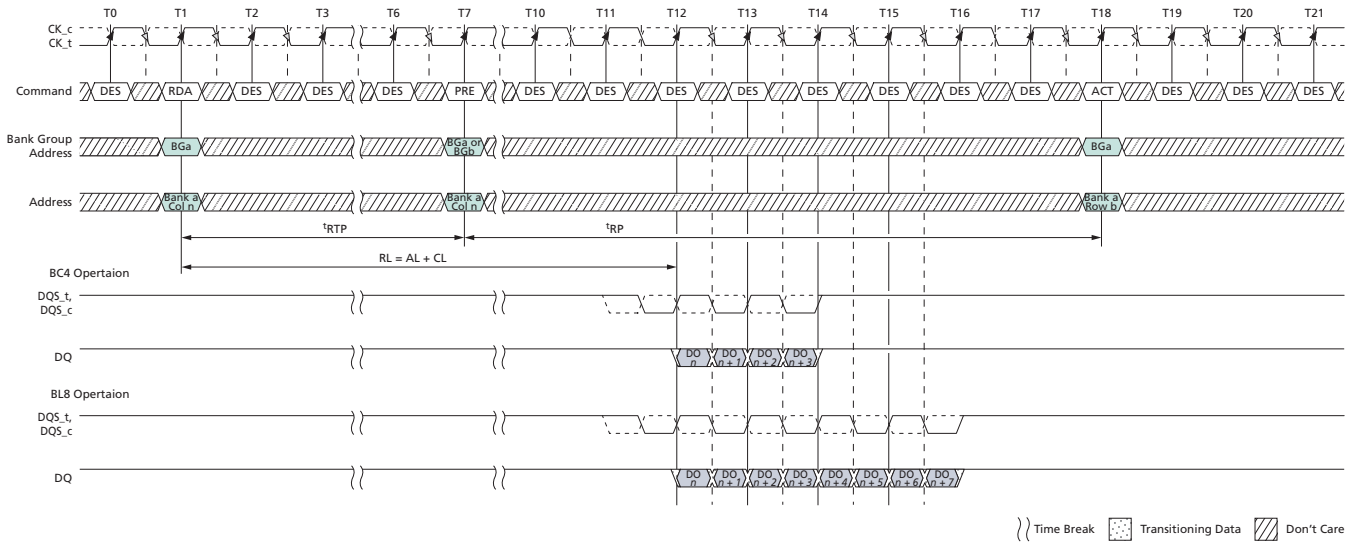 T0 T1 T2 T3 T6 T7 T10 T11 T12 T13 T14 T15 T16 T17 T18 T19 T20 T21
CK_c
CK_t
Command DES RDA DES DES DES PRE DES DES DES DES DES DES DES DES ACT DES DES DES
Bank Group
Address
BGa
BGa or
BGb
BGa
Address
Bank a
Col n
Bank a
Col n
Bank a
Row b
tRTP tRP
RL = AL + CL
BC4 Opertaion
DQS_t,
DQS_c
DQ
DO
n
DO
n + 1
DO
n + 2
DO
n + 3
BL8 Opertaion
DQS_t,
DQS_c
DQ
DO
n
DO
n + 1
DO
n + 2
DO
n + 3
DO
n + 4
DO
n + 5
DO
n + 6
DO
n + 7
Time Break Transitioning Data Don't Care